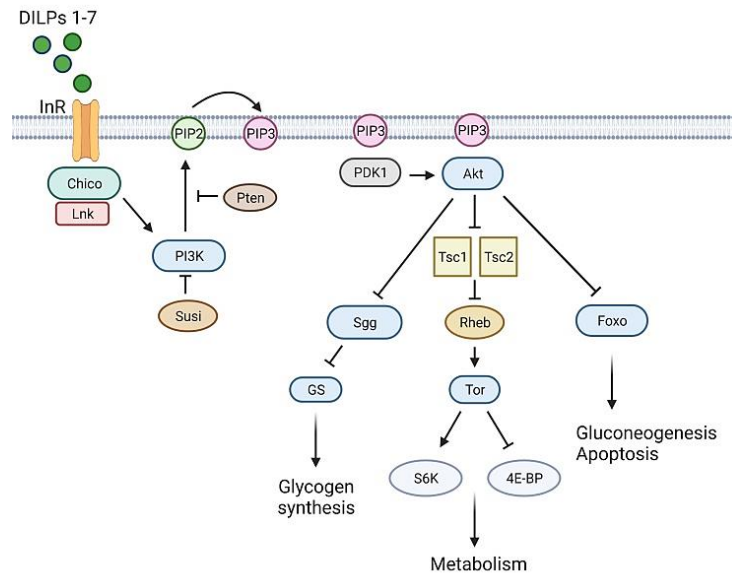 DILPs 1-7
InR
PIP2
PIP3
PIP3
PIP3
Chico
Lnk
Pten
PDK1
Akt
PI3K
Tsc1
Tsc2
Susi
Sgg
Rheb
Foxo
GS
Tor
Gluconeogenesis
Apoptosis
S6K
4E-BP
Glycogen
synthesis
Metabolism